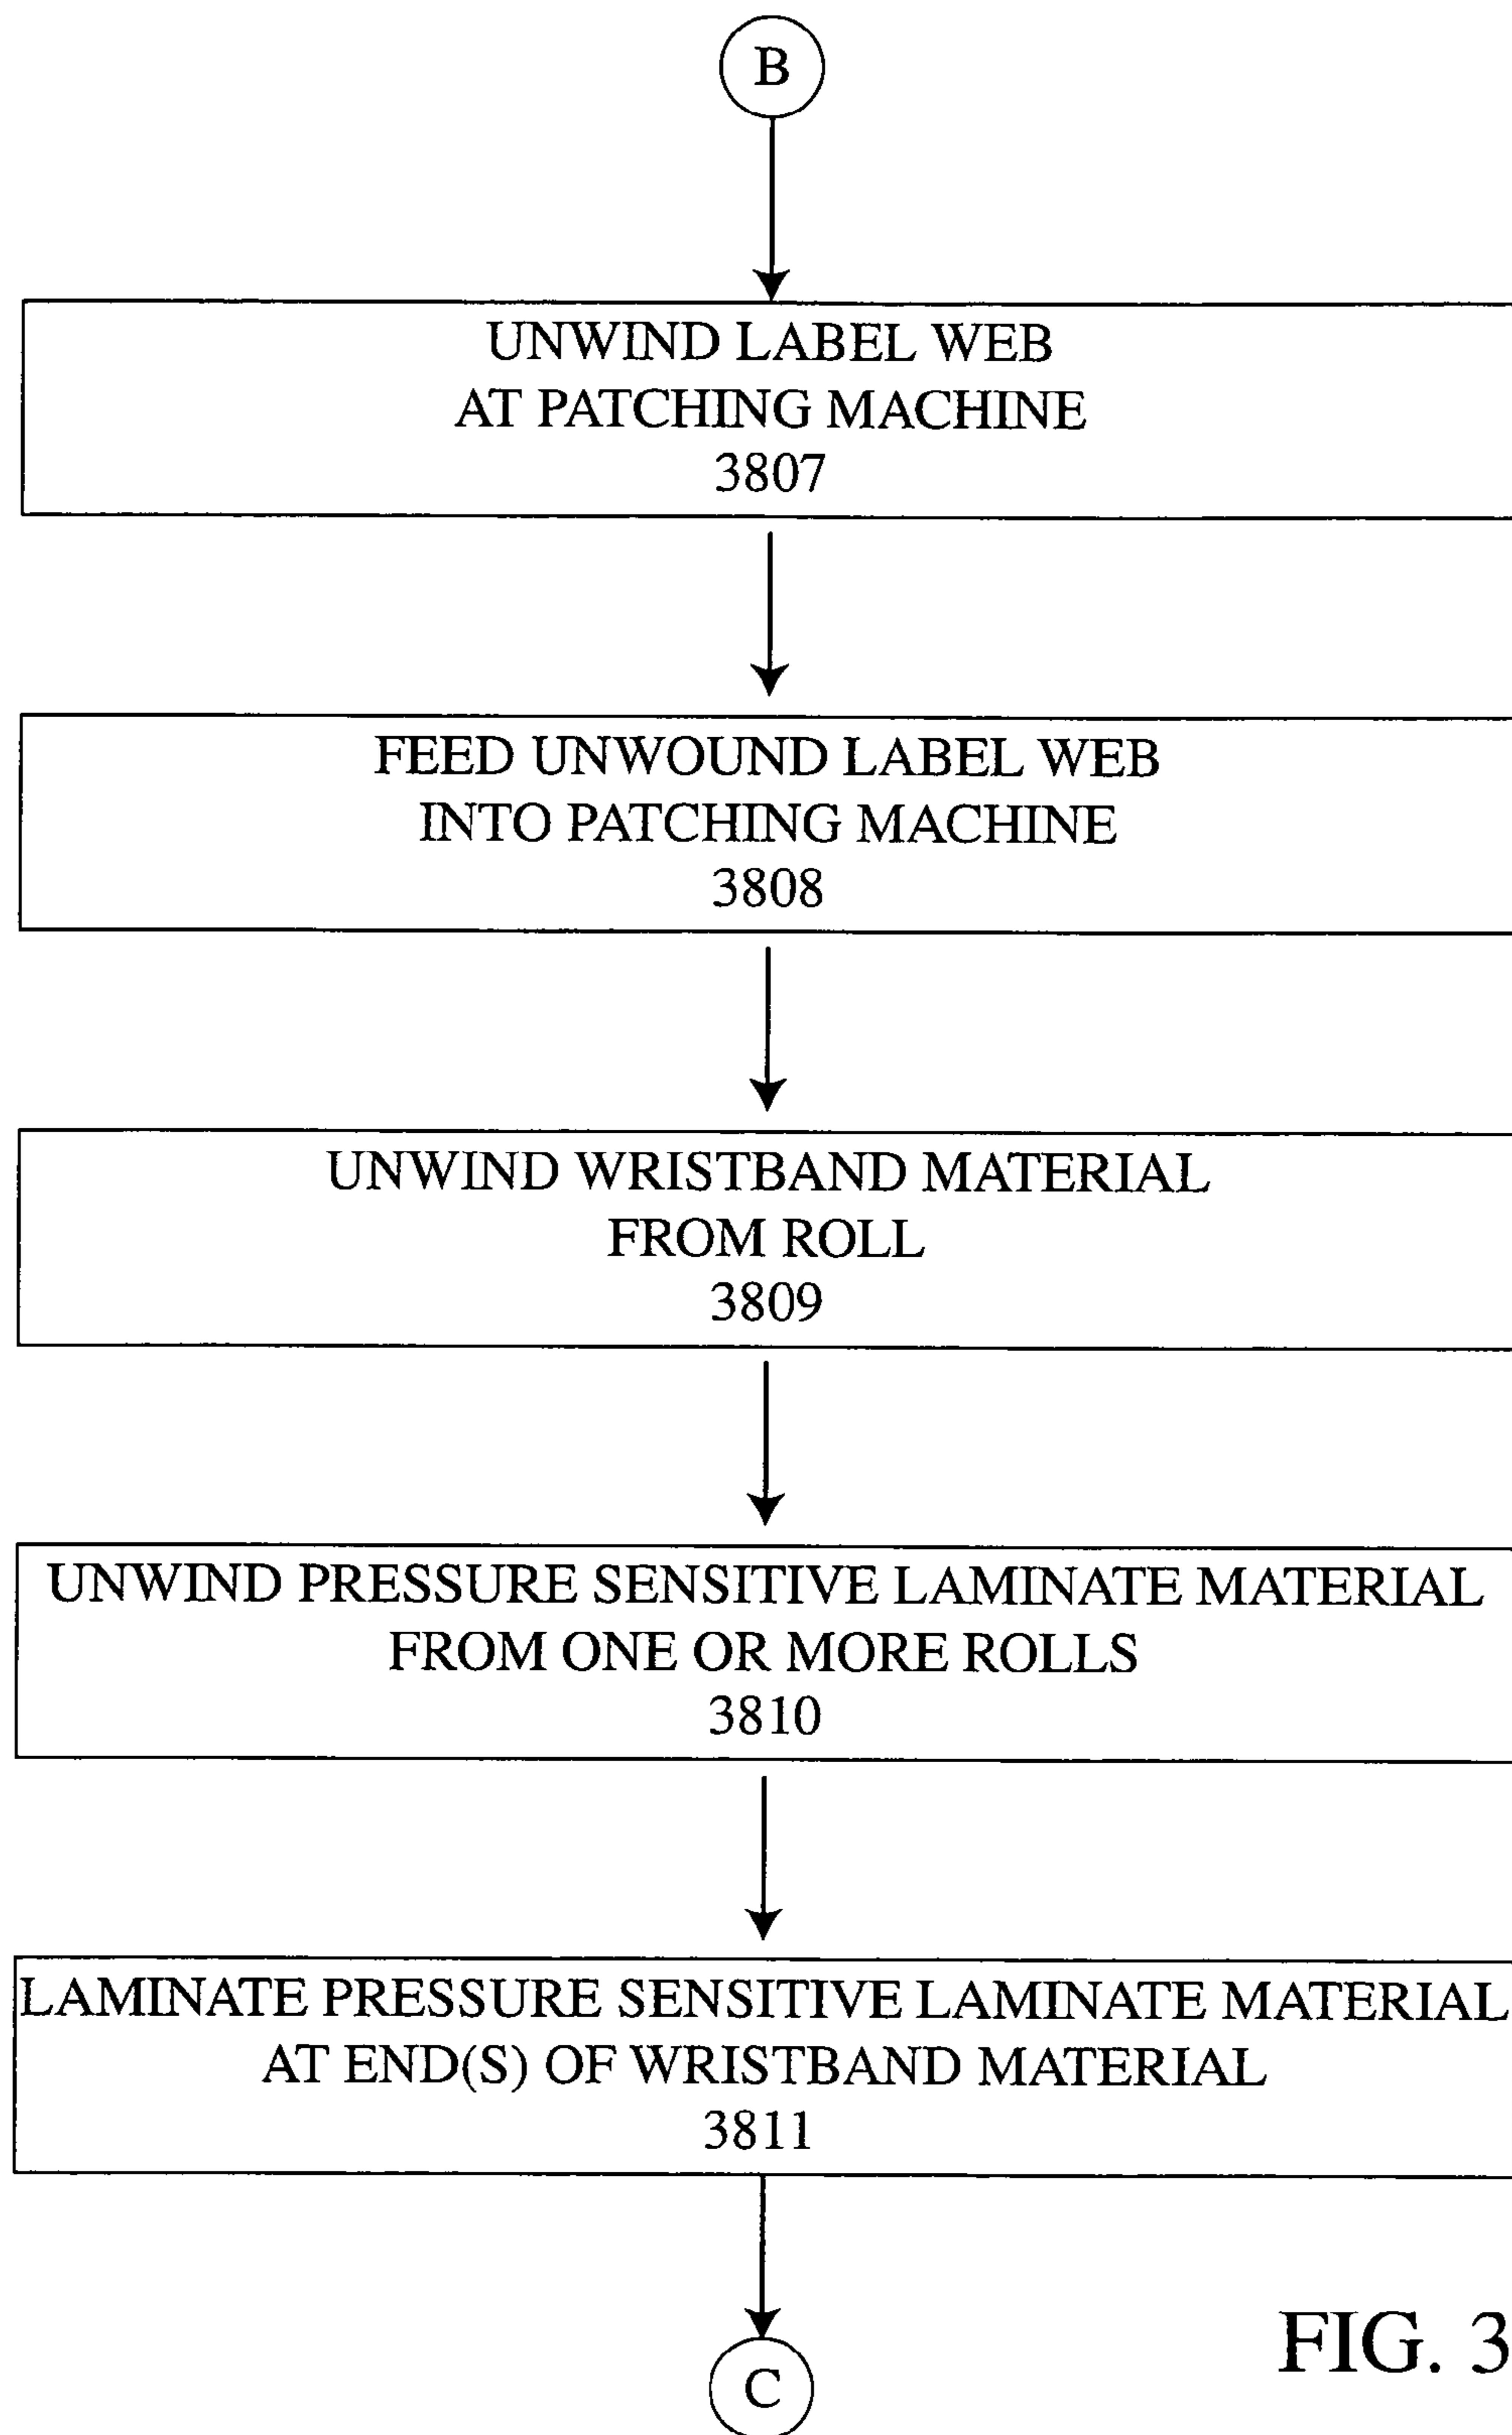 B
UNWIND LABEL WEB
AT PATCHING MACHINE
3807
FEED UNWOUND LABEL WEB
INTO PATCHING MACHINE
3808
UNWIND WRISTBAND MATERIAL
FROM ROLL
3809
UNWIND PRESSURE SENSITIVE LAMINATE MATERIAL
FROM ONE OR MORE ROLLS
3810
LAMINATE PRESSURE SENSITIVE LAMINATE MATERIAL
AT END(S) OF WRISTBAND MATERIAL
3811
FIG. 3
C